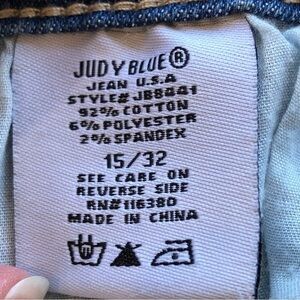 JUDY BLUE®
JEAN U.S.A
STYLE# JB8441
92% COTTON
6% POLYESTER
2% SPANDEX
15/32
SEE CARE ON
REVERSE SIDE
RN#116380
MADE IN CHINA